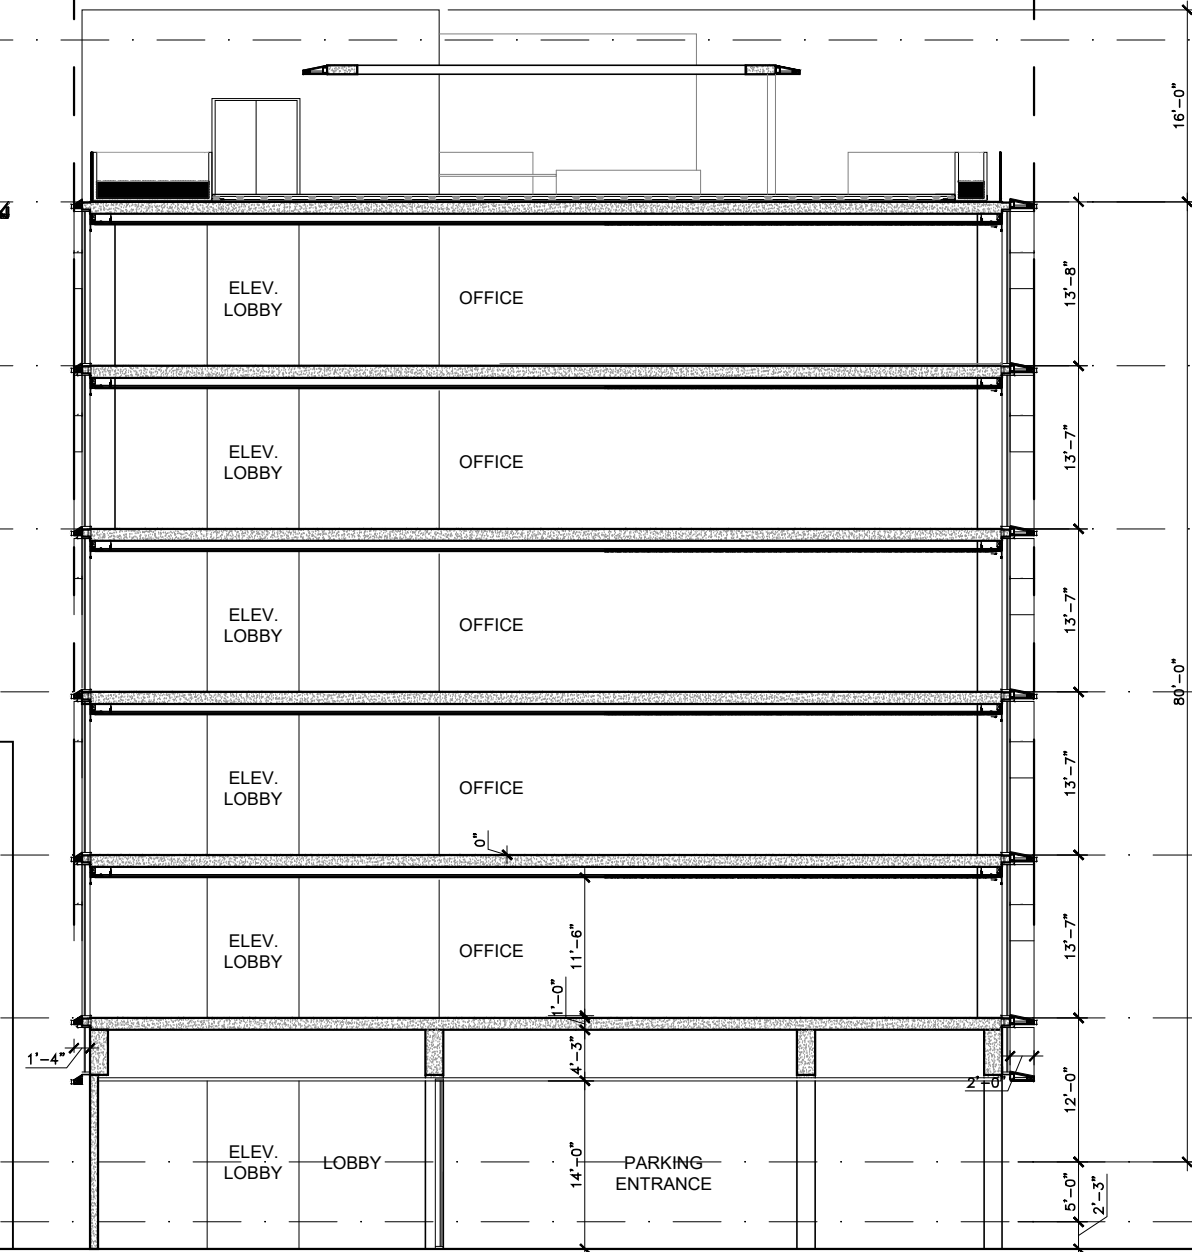 16'-0"
ELEV.
LOBBY
OFFICE
13'-8"
ELEV.
LOBBY
OFFICE
13'-7"
ELEV.
LOBBY
OFFICE
13'-7"
80'-0"
ELEV.
LOBBY
OFFICE
13'-7"
0"
ELEV.
LOBBY
OFFICE
11'-6"
13'-7"
1'-0"
1'-4"
4'-3"
2'-0"
12'-0"
ELEV.
LOBBY
LOBBY
14'-0"
PARKING
ENTRANCE
5'-0"
2'-3"